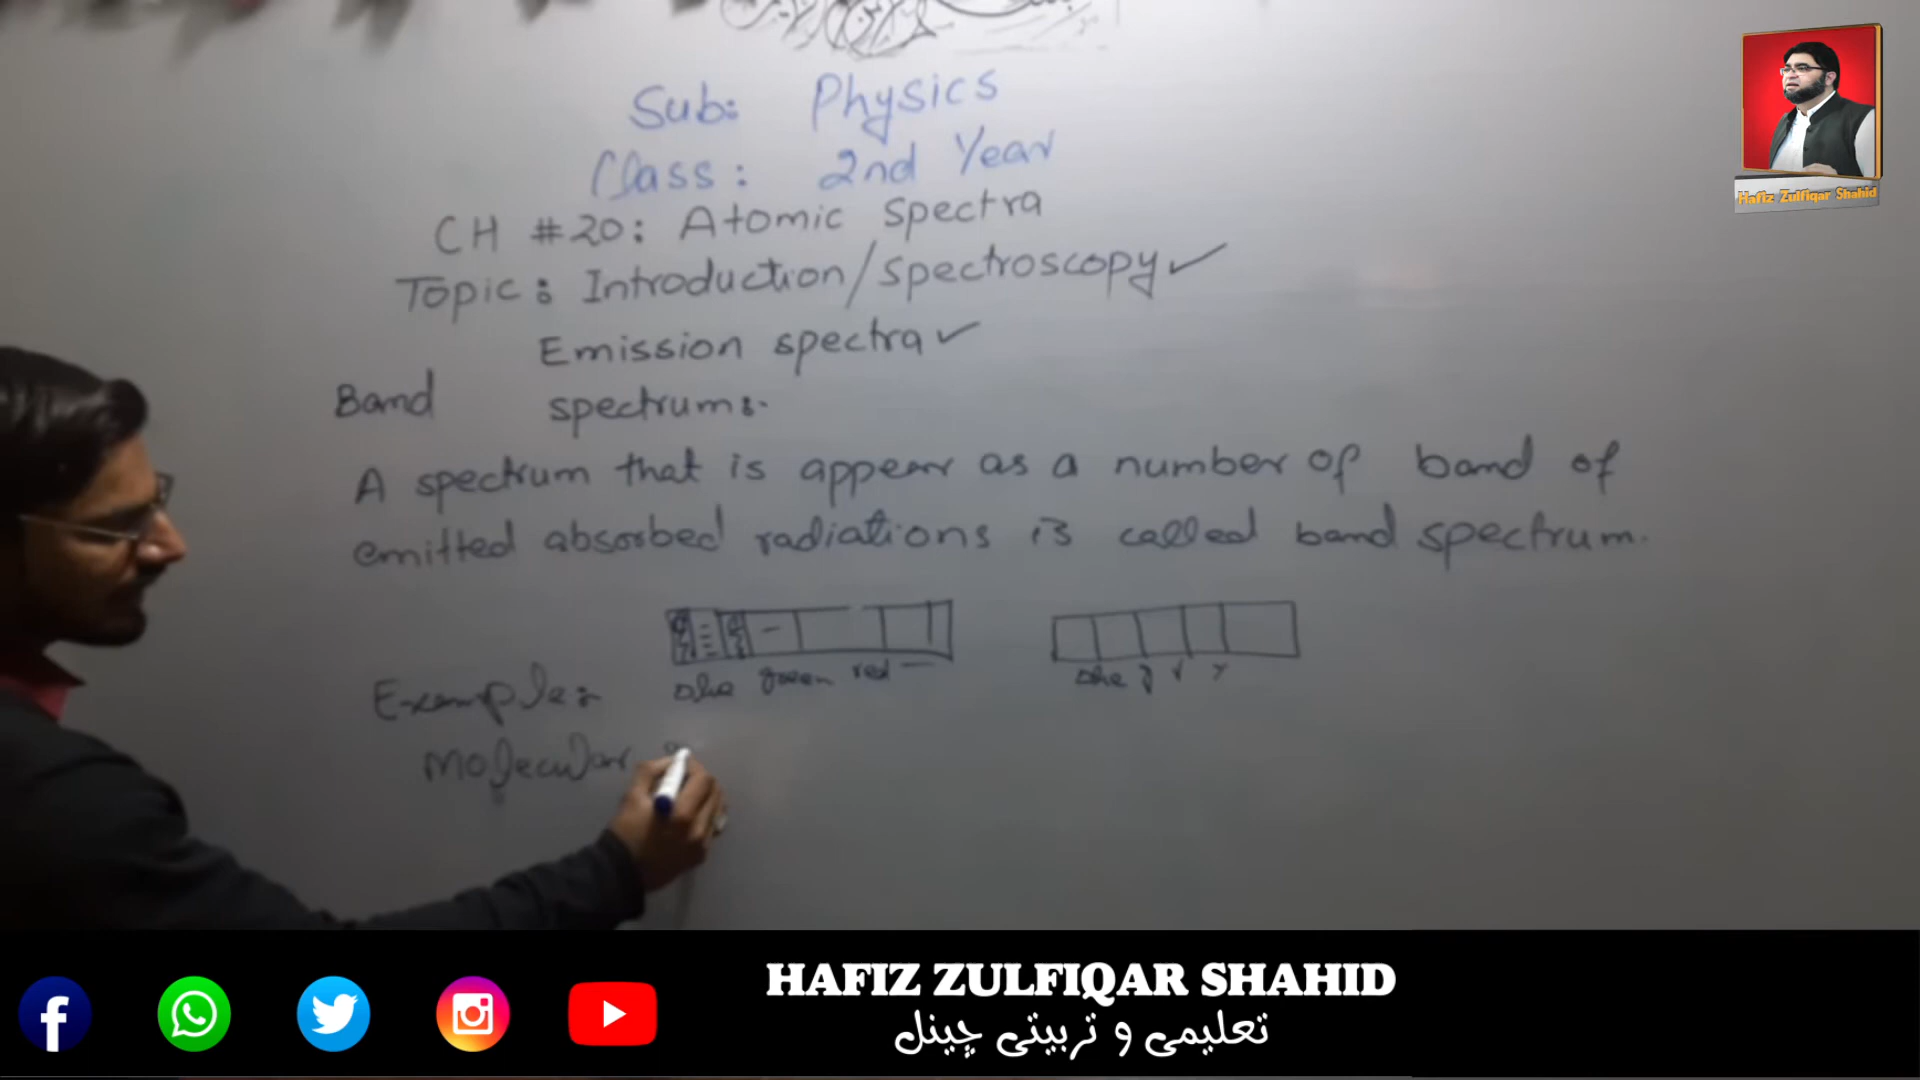 Sub: Physics
Class: 2nd Year
CH #20: Atomic Spectra
Topic: Introduction/Spectroscopy ✓
Emission spectra ✓
Band spectrum:-
A spectrum that is appear as a number of band of
emitted absorbed radiations is called band spectrum.
green red —
Example:
Molecular
Hafiz Zulfiqar Shahid
HAFIZ ZULFIQAR SHAHID
تعلیمی و تربیتی چینل